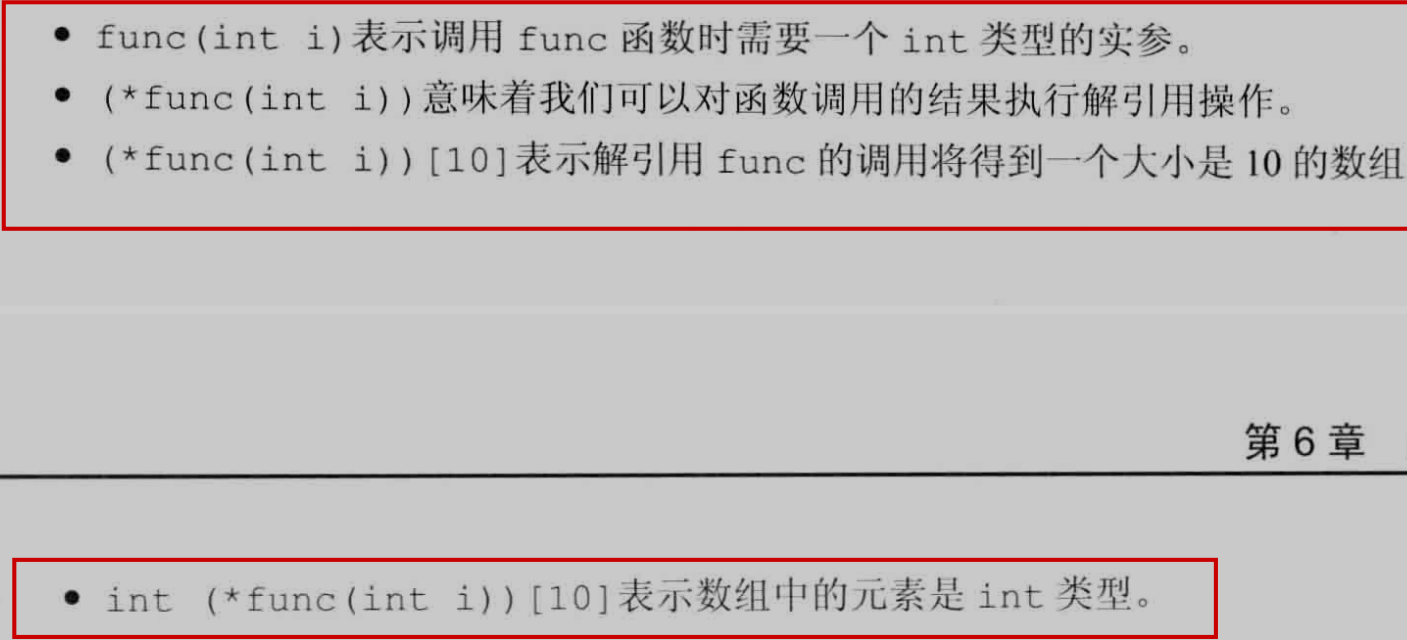 • func(int i)表示调用 func 函数时需要一个 int 类型的实参。
• (*func(int i))意味着我们可以对函数调用的结果执行解引用操作。
• (*func(int i))[10]表示解引用 func 的调用将得到一个大小是 10 的数组
第 6 章
• int (*func(int i))[10]表示数组中的元素是 int 类型。